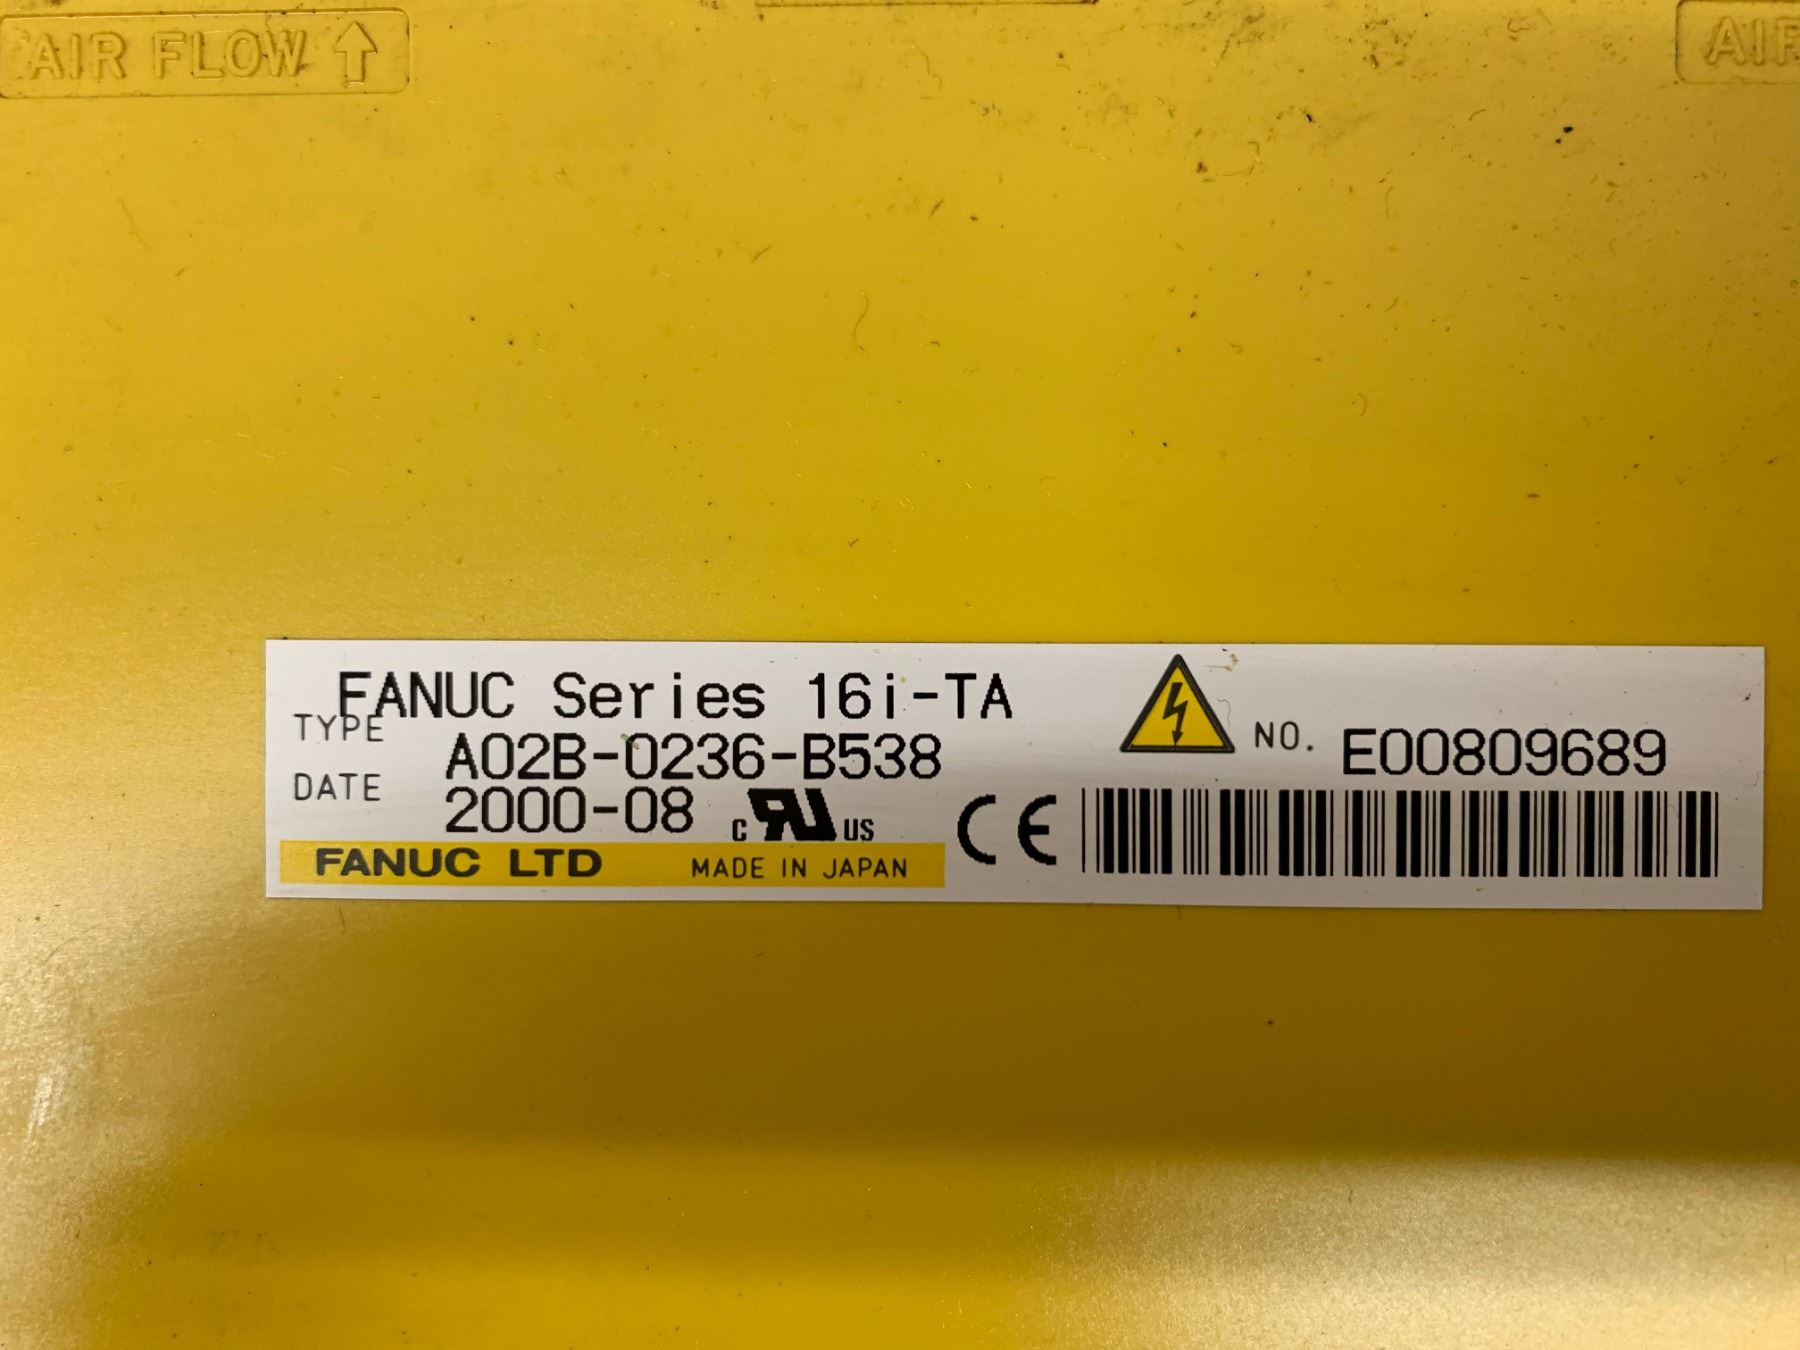 AIR FLOW ↑
AIR
FANUC Series 16i-TA
TYPE A02B-0236-B538
DATE 2000-08
c RU US
CE
NO. E00809689
FANUC LTD MADE IN JAPAN